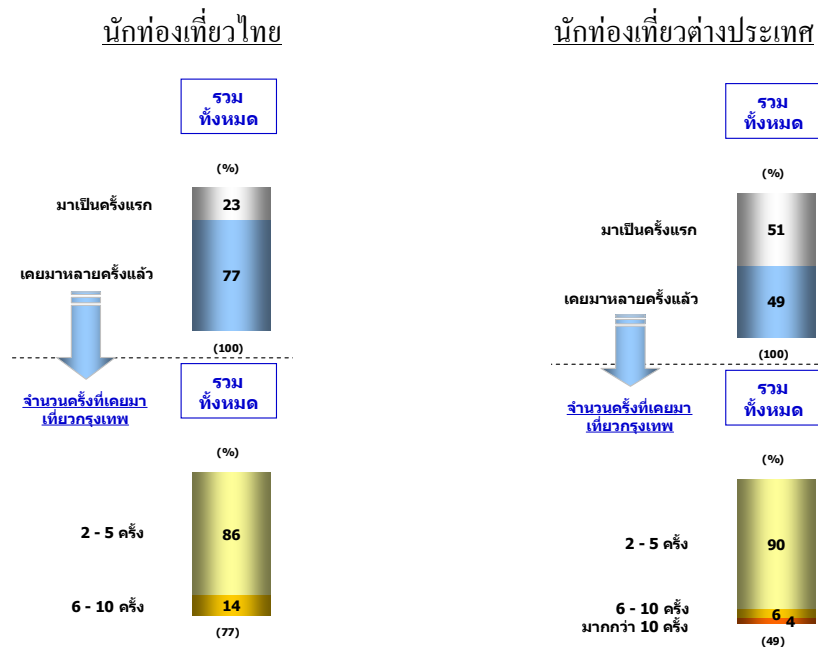 นักท่องเที่ยวไทย
รวม
ทั้งหมด
(%)
มาเป็นครั้งแรก
23
เคยมาหลายครั้งแล้ว
77
(100)
จำนวนครั้งที่เคยมา
เที่ยวกรุงเทพ
รวม
ทั้งหมด
(%)
2 - 5 ครั้ง
86
6 - 10 ครั้ง
14
(77)
นักท่องเที่ยวต่างประเทศ
รวม
ทั้งหมด
(%)
มาเป็นครั้งแรก
51
เคยมาหลายครั้งแล้ว
49
(100)
จำนวนครั้งที่เคยมา
เที่ยวกรุงเทพ
รวม
ทั้งหมด
(%)
2 - 5 ครั้ง
90
6 - 10 ครั้ง
6
มากกว่า 10 ครั้ง
4
(49)